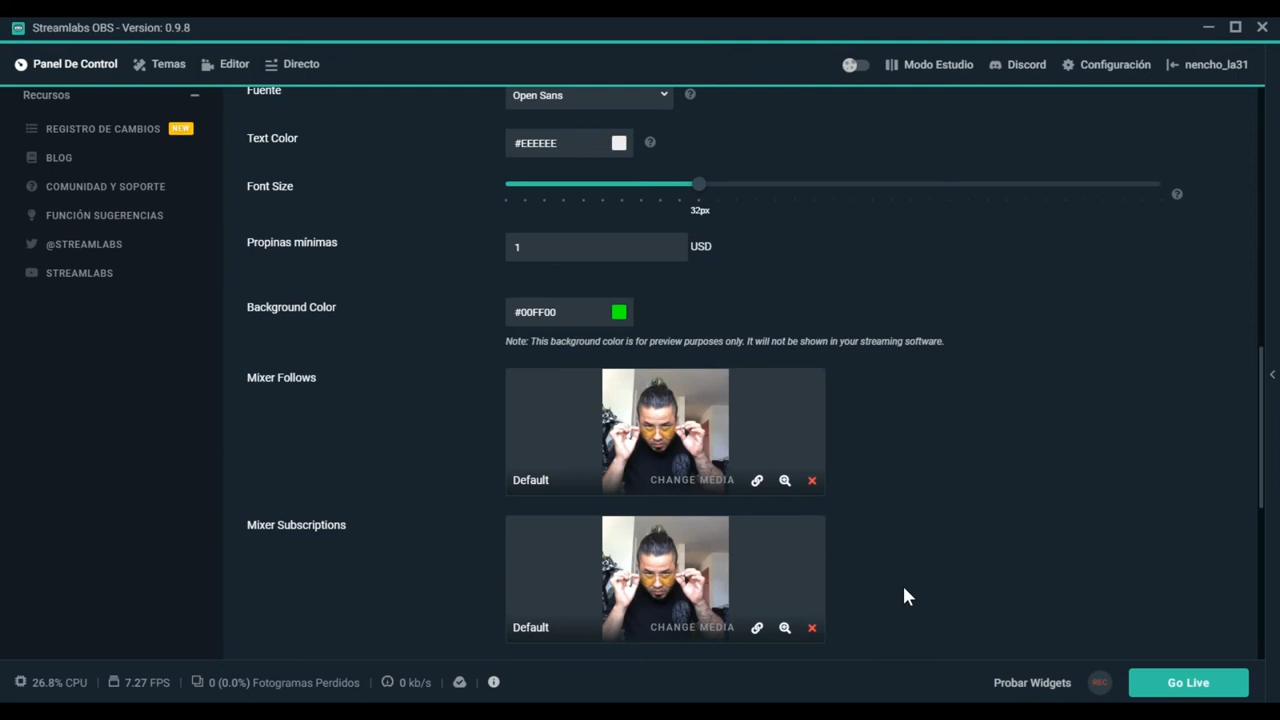 Streamlabs OBS - Version: 0.9.8
Panel De Control
Temas
Editor
Directo
Modo Estudio
Discord
Configuración
nencho_la31
Recursos
REGISTRO DE CAMBIOS NEW
BLOG
COMUNIDAD Y SOPORTE
FUNCIÓN SUGERENCIAS
@STREAMLABS
STREAMLABS
Fuente
Open Sans
Text Color
#EEEEEE
Font Size
32px
Propinas mínimas
1
USD
Background Color
#00FF00
Note: This background color is for preview purposes only. It will not be shown in your streaming software.
Mixer Follows
Default
CHANGE MEDIA
Mixer Subscriptions
Default
CHANGE MEDIA
26.8% CPU
7.27 FPS
0 (0.0%) Fotogramas Perdidos
0 kb/s
Probar Widgets
REC
Go Live